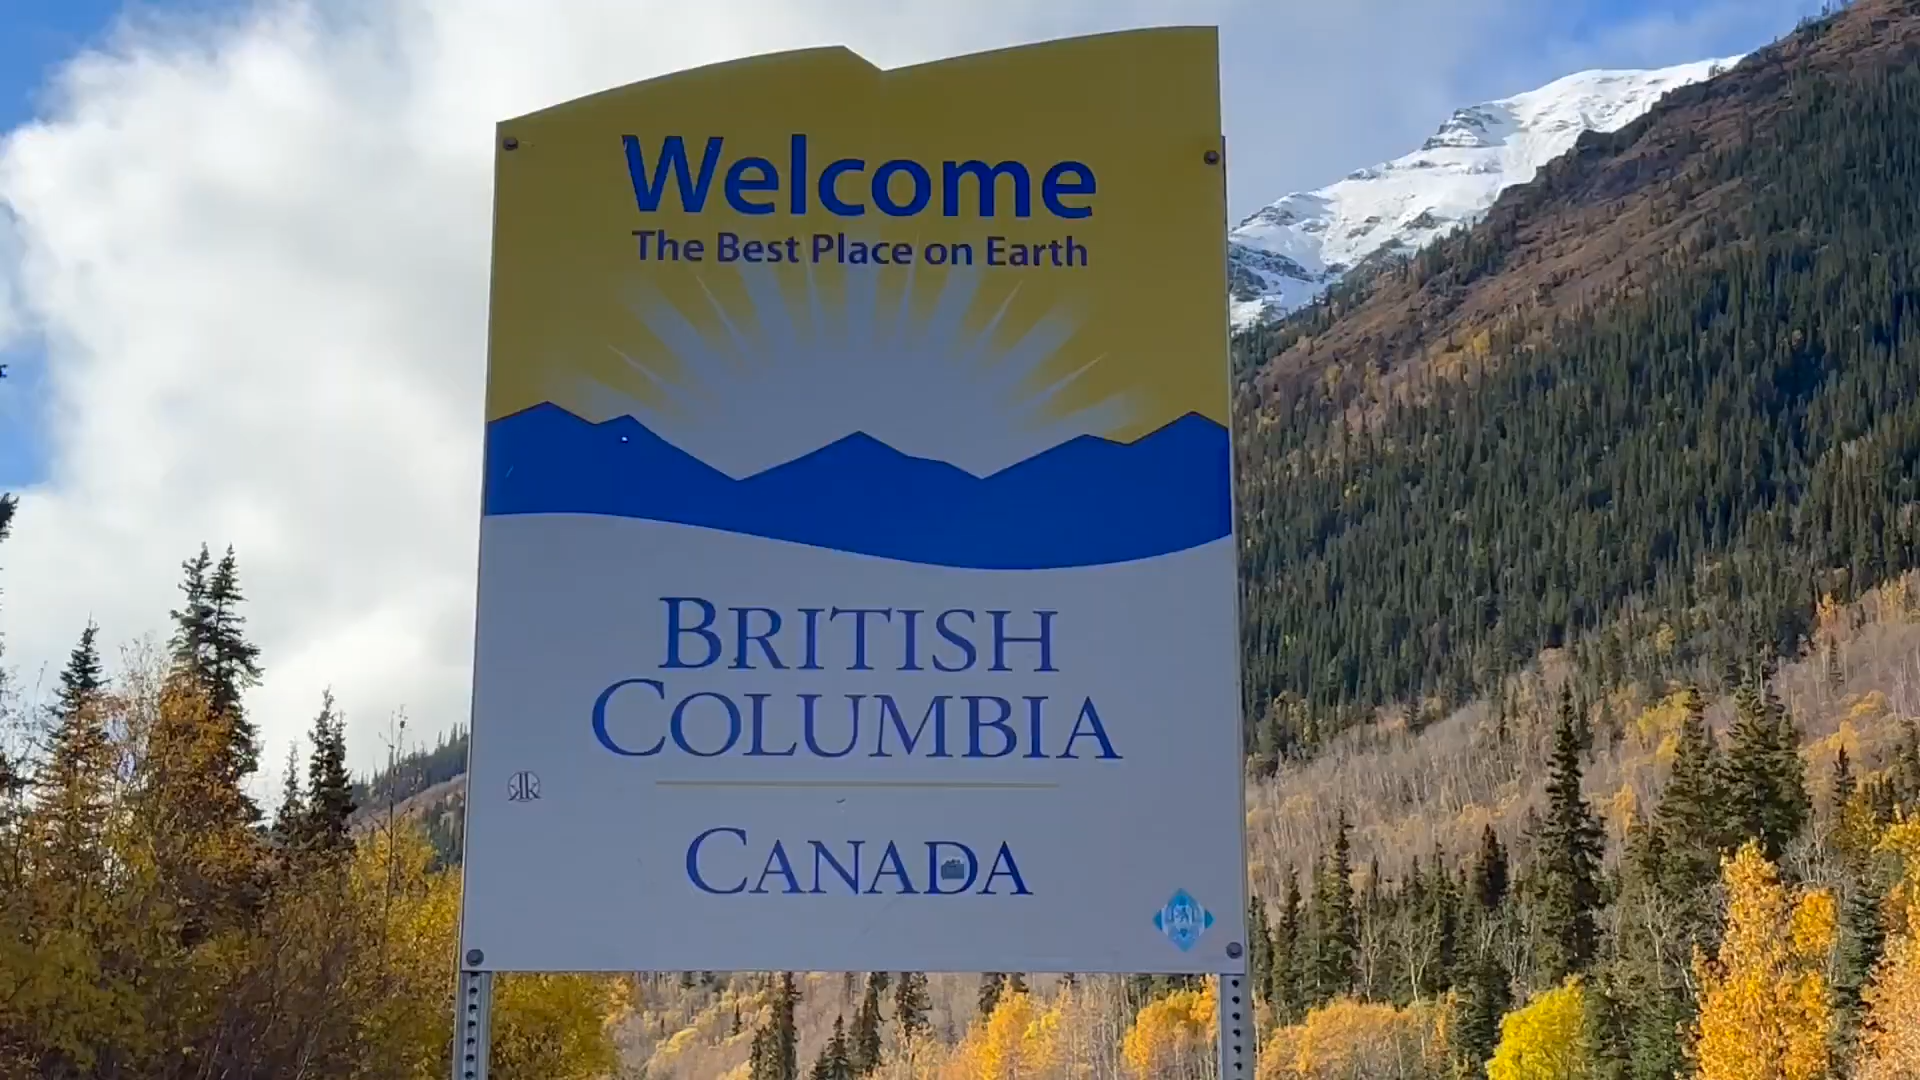 Welcome
The Best Place on Earth
BRITISH
COLUMBIA
CANADA